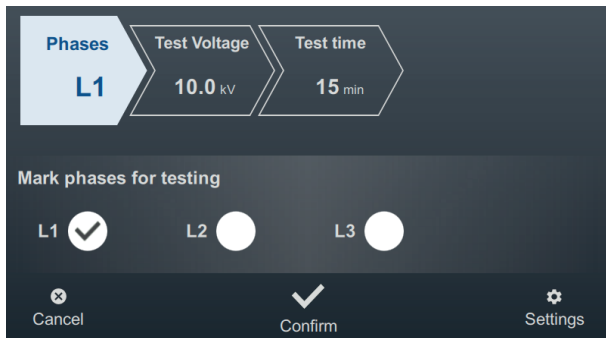 Phases
Test Voltage
Test time
L1
10.0 kV
15 min
Mark phases for testing
L1
L2
L3
Cancel
Confirm
Settings